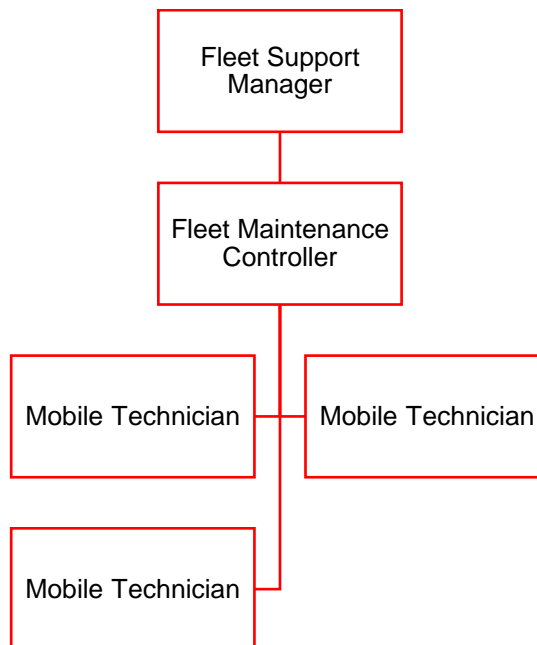 Fleet Support
Manager
Fleet Maintenance
Controller
Mobile Technician
Mobile Technician
Mobile Technician